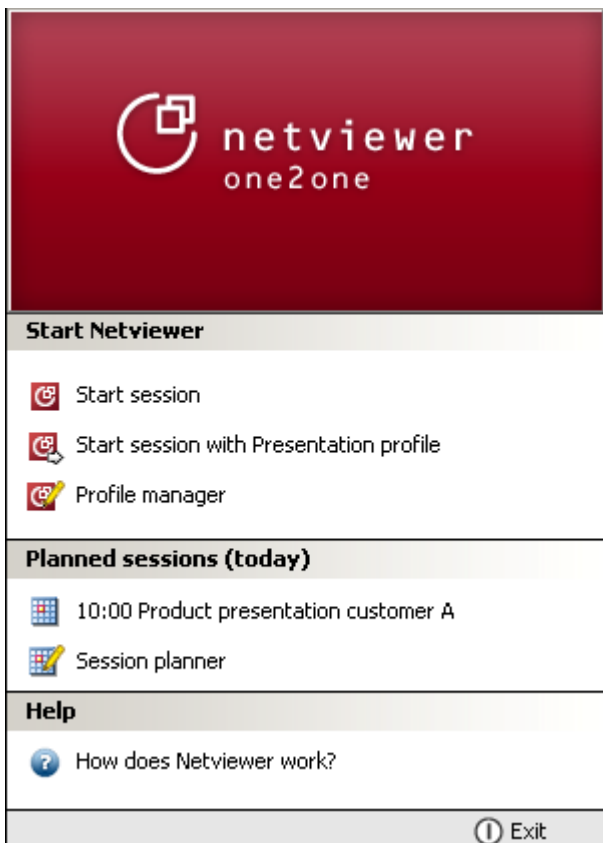 netviewer
one2one
Start Netviewer
Start session
Start session with Presentation profile
Profile manager
Planned sessions (today)
10:00 Product presentation customer A
Session planner
Help
How does Netviewer work?
Exit